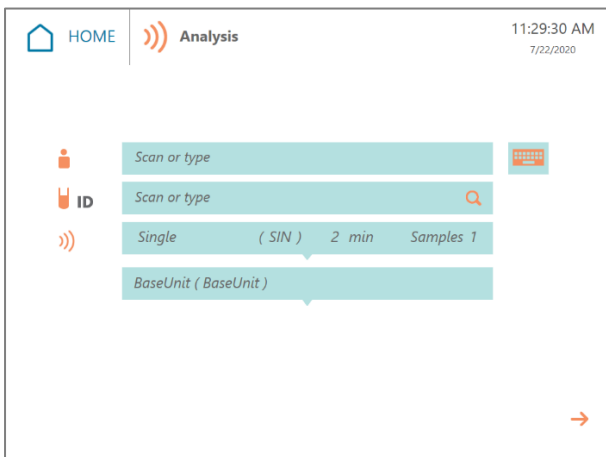 HOME Analysis 11:29:30 AM
7/22/2020
Scan or type
ID Scan or type
Single ( SIN ) 2 min Samples 1
BaseUnit ( BaseUnit )